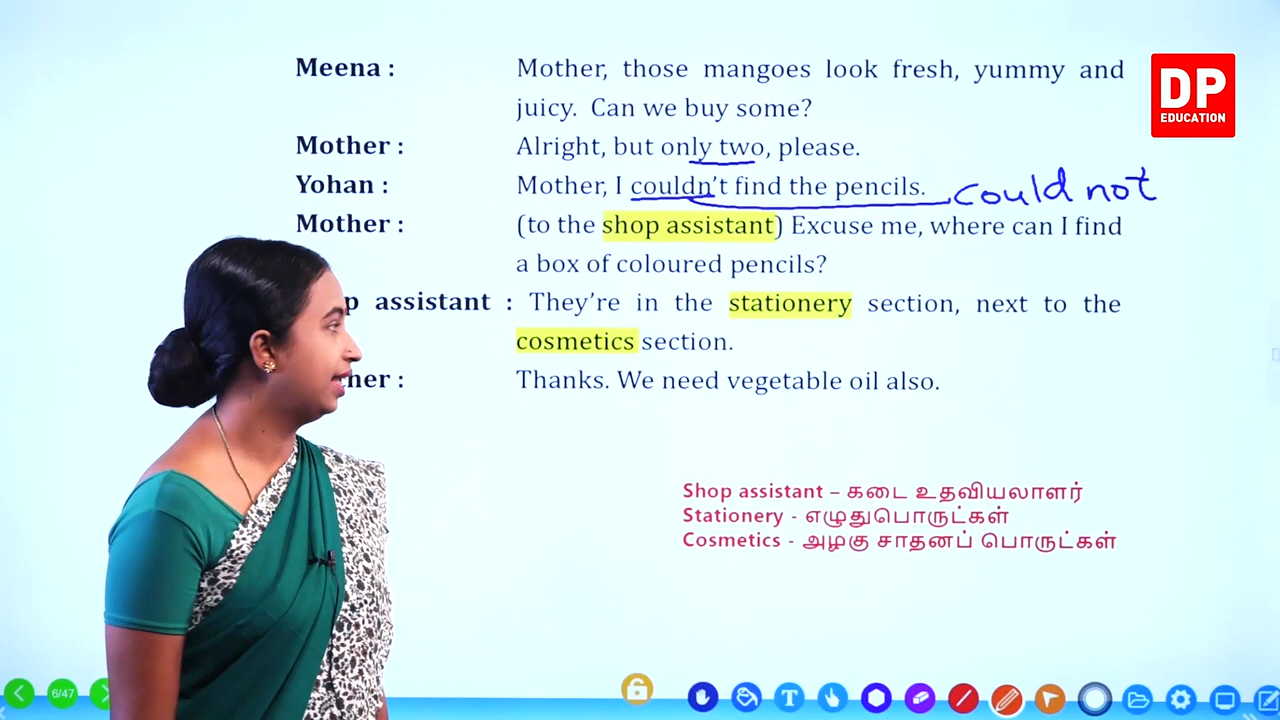 Meena : Mother, those mangoes look fresh, yummy and
juicy. Can we buy some?
Mother : Alright, but only two, please.
Yohan : Mother, I couldn't find the pencils. could not
Mother : (to the shop assistant) Excuse me, where can I find
a box of coloured pencils?
p assistant : They're in the stationery section, next to the
cosmetics section.
her : Thanks. We need vegetable oil also.
Shop assistant – கடை உதவியலாளர்
Stationery - எழுதுபொருட்கள்
Cosmetics - அழகு சாதனப் பொருட்கள்
DP
EDUCATION
6/47
T